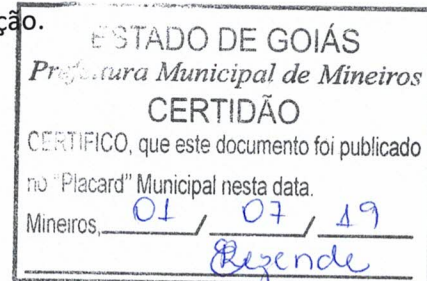 ção.
ESTADO DE GOIÁS
Prefeitura Municipal de Mineiros
CERTIDÃO
CERTIFICO, que este documento foi publicado
no "Placard" Municipal nesta data.
Mineiros, 01 / 07 / 19
Rezende